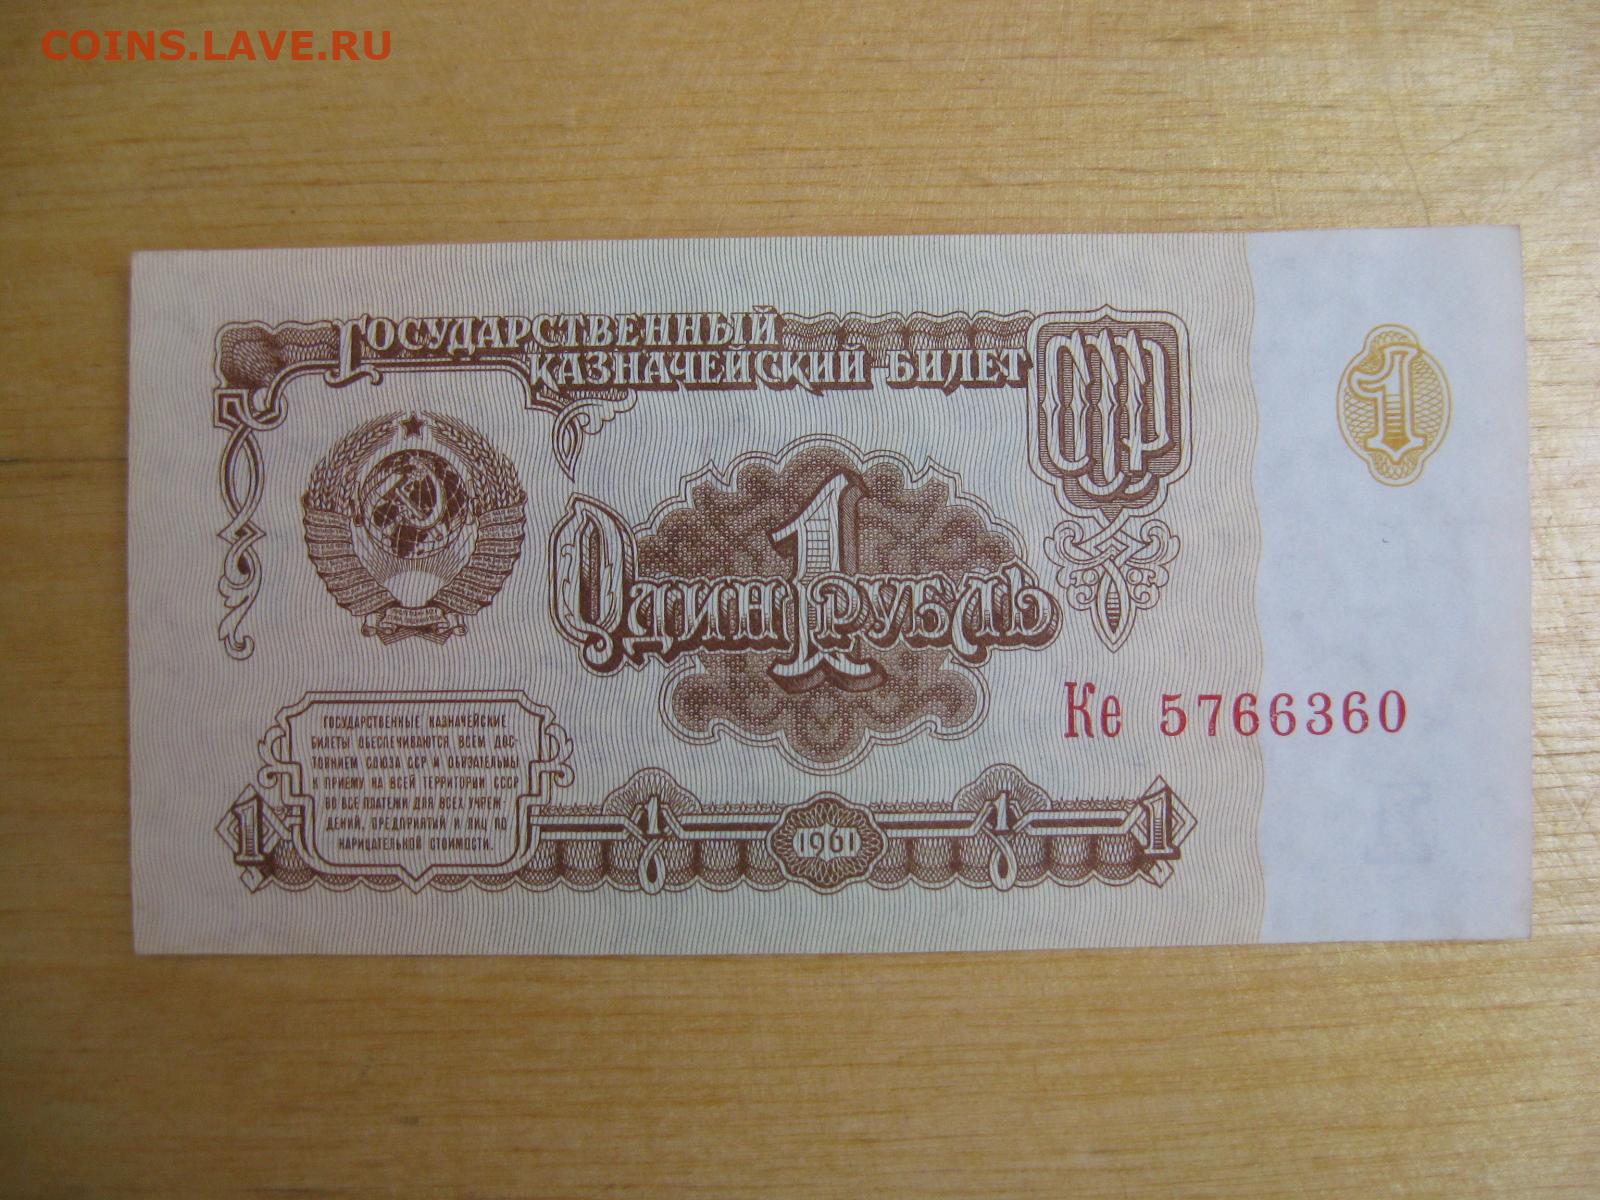 COINS.LAVE.RU
ГОСУДАРСТВЕННЫЙ
КАЗНАЧЕЙСКИЙ БИЛЕТ
СССР
1
1
ОДИН РУБЛЬ
Ке 5766360
ГОСУДАРСТВЕННЫЕ КАЗНАЧЕЙСКИЕ
БИЛЕТЫ ОБЕСПЕЧИВАЮТСЯ ВСЕМ ДОС-
ТОЯНИЕМ СОЮЗА ССР И ОБЯЗАТЕЛЬНЫ
К ПРИЕМУ НА ВСЕЙ ТЕРРИТОРИИ СССР
ВО ВСЕ ПЛАТЕЖИ ДЛЯ ВСЕХ УЧРЕЖ-
ДЕНИЙ, ПРЕДПРИЯТИЙ И ЛИЦ ПО
НАРИЦАТЕЛЬНОЙ СТОИМОСТИ.
1 1 1961 1 1